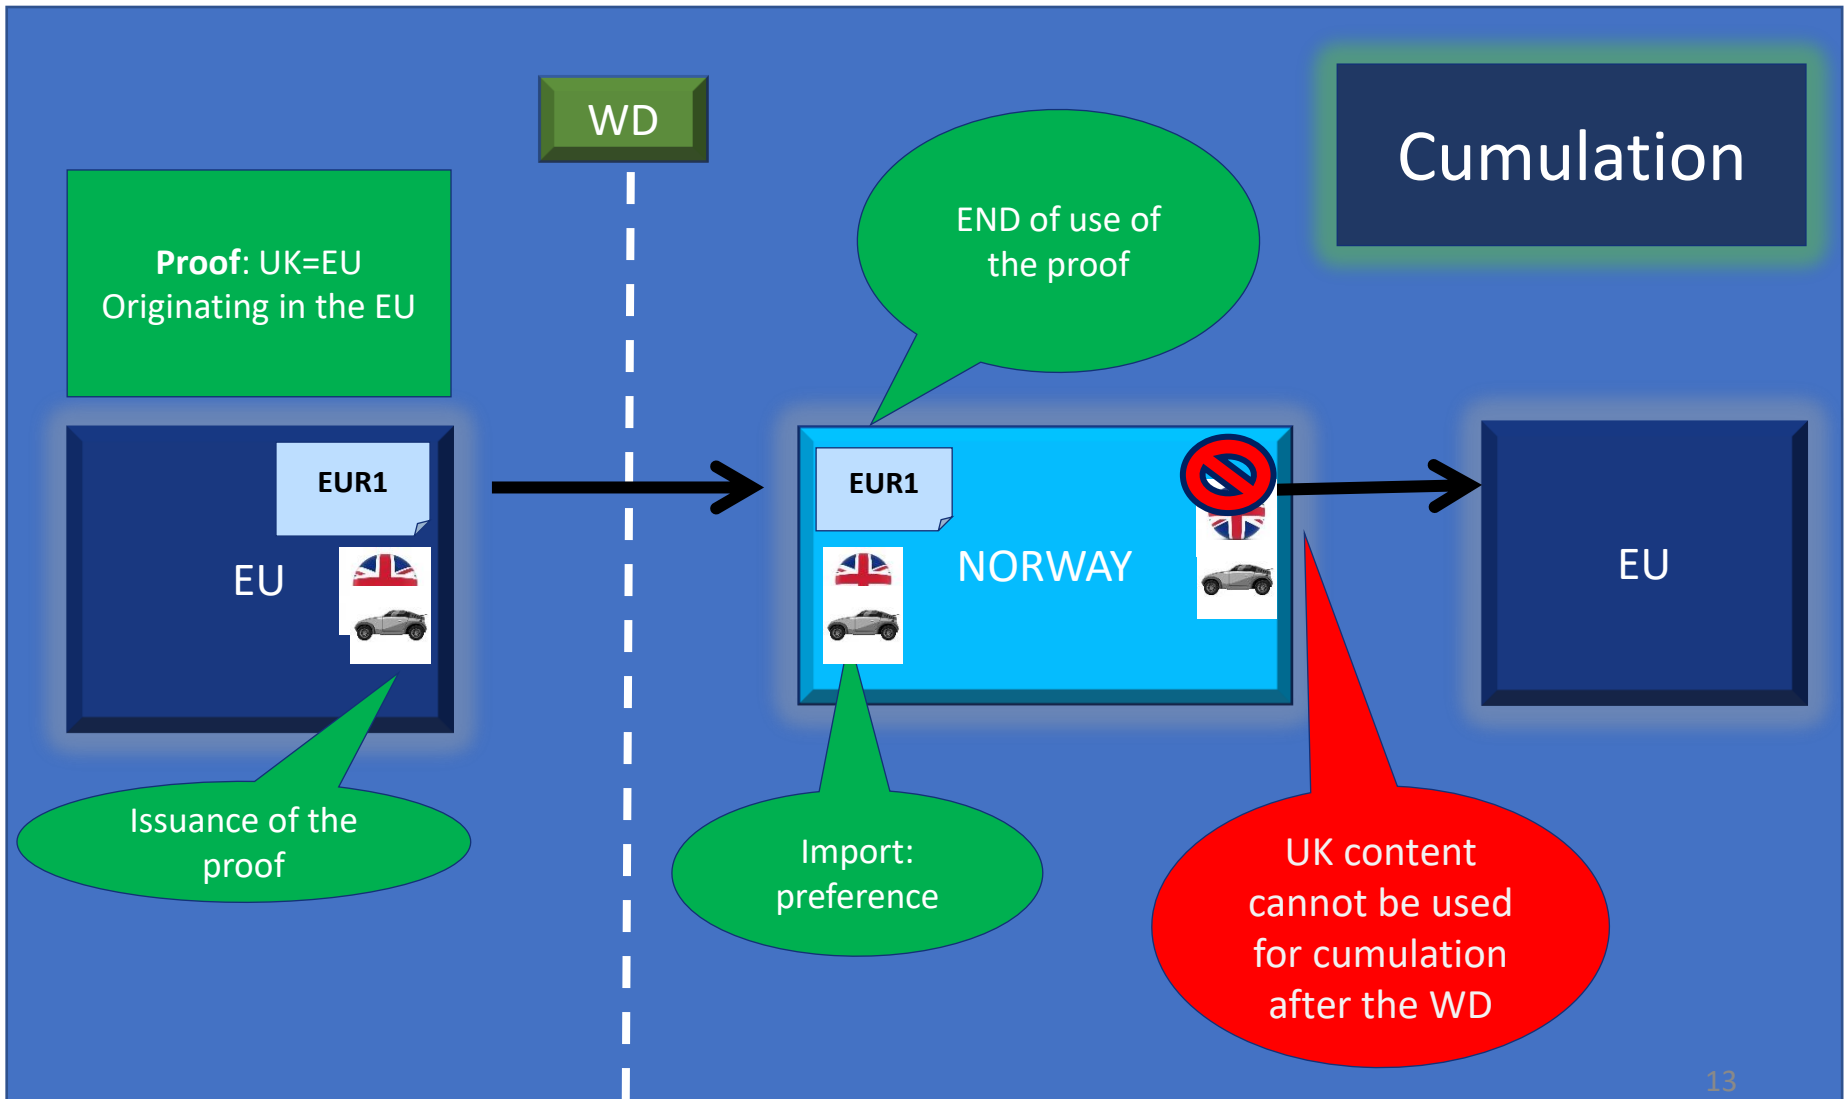 WD
Cumulation
Proof: UK=EU
Originating in the EU
END of use of
the proof
EUR1
EU
EUR1
NORWAY
EU
Issuance of the
proof
Import:
preference
UK content
cannot be used
for cumulation
after the WD
13